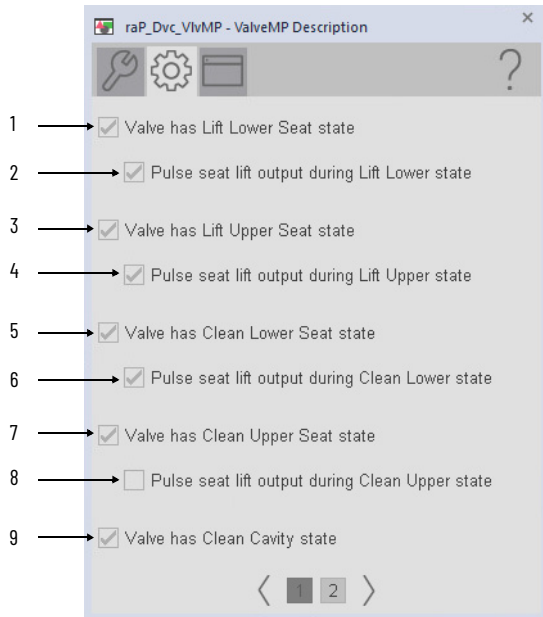 raP_Dvc_VlvMP - ValveMP Description
1 Valve has Lift Lower Seat state
2 Pulse seat lift output during Lift Lower state
3 Valve has Lift Upper Seat state
4 Pulse seat lift output during Lift Upper state
5 Valve has Clean Lower Seat state
6 Pulse seat lift output during Clean Lower state
7 Valve has Clean Upper Seat state
8 Pulse seat lift output during Clean Upper state
9 Valve has Clean Cavity state
1 2